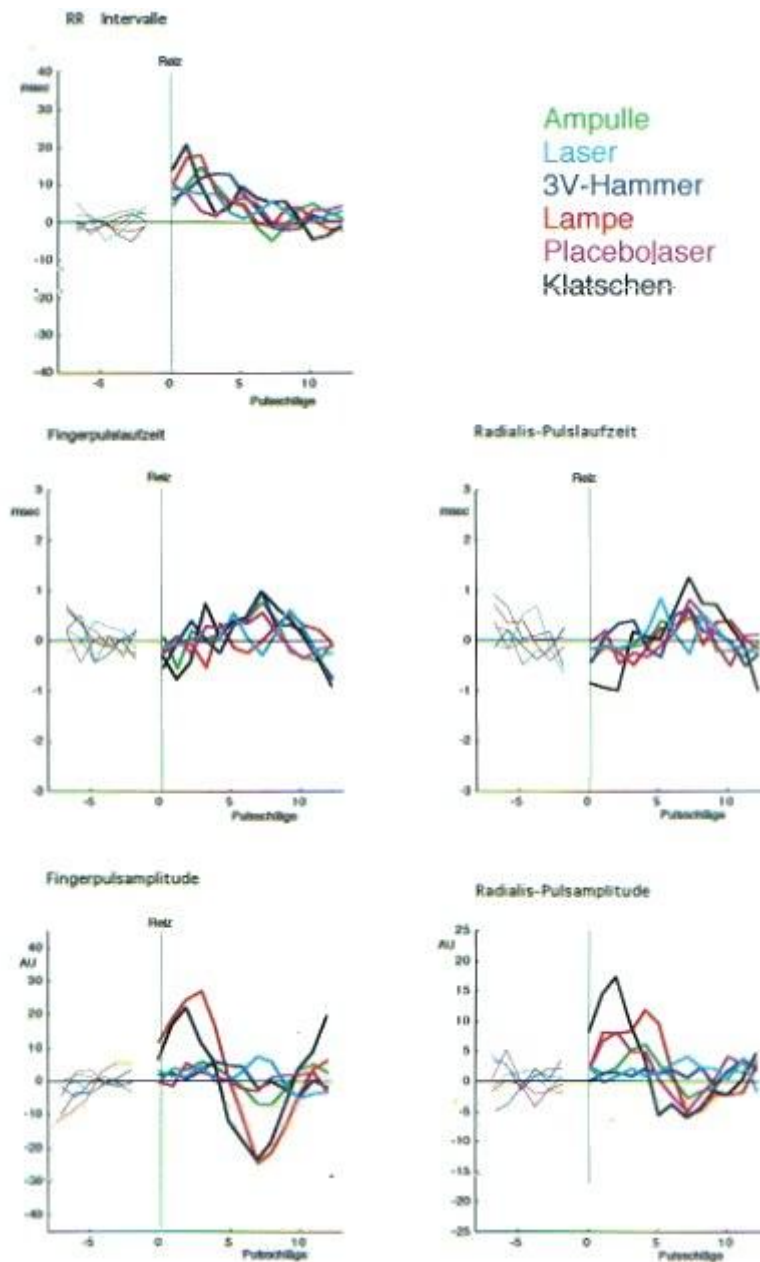 RR Intervalle
Reiz
msec
40
30
20
10
0
-10
-20
-30
-40
-5
0
5
10
Pulsschläge
Ampulle
Laser
3V-Hammer
Lampe
Placebolaser
Klatschen
Fingerpulslaufzeit
Reiz
msec
3
2
1
0
-1
-2
-3
-5
0
5
10
Pulsschläge
Radialis-Pulslaufzeit
Reiz
msec
3
2
1
0
-1
-2
-3
-5
0
5
10
Pulsschläge
Fingerpulsamplitude
Reiz
AU
40
30
20
10
0
-10
-20
-30
-40
-5
0
5
10
Pulsschläge
Radialis-Pulsamplitude
AU
25
20
15
10
5
0
-5
-10
-15
-20
-25
-5
0
5
10
Pulsschläge